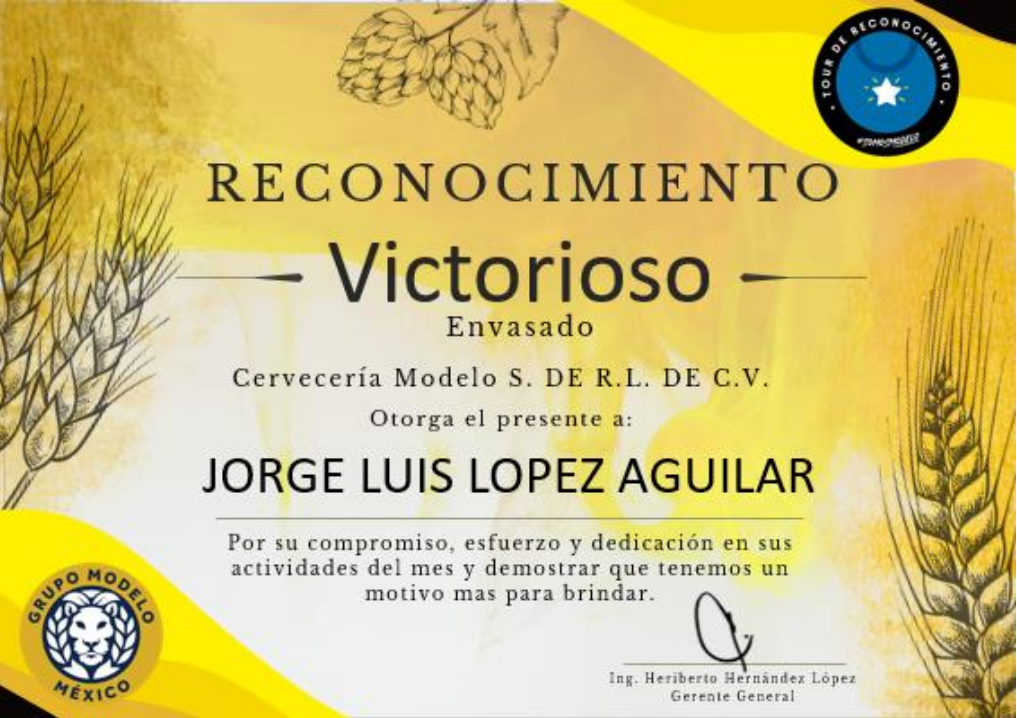 TOUR DE RECONOCIMIENTO
#SOMOSMODELO
RECONOCIMIENTO
Victorioso
Envasado
Cervecería Modelo S. DE R.L. DE C.V.
Otorga el presente a:
JORGE LUIS LOPEZ AGUILAR
Por su compromiso, esfuerzo y dedicación en sus
actividades del mes y demostrar que tenemos un
motivo mas para brindar.
GRUPO MODELO
MÉXICO
Ing. Heriberto Hernández López
Gerente General